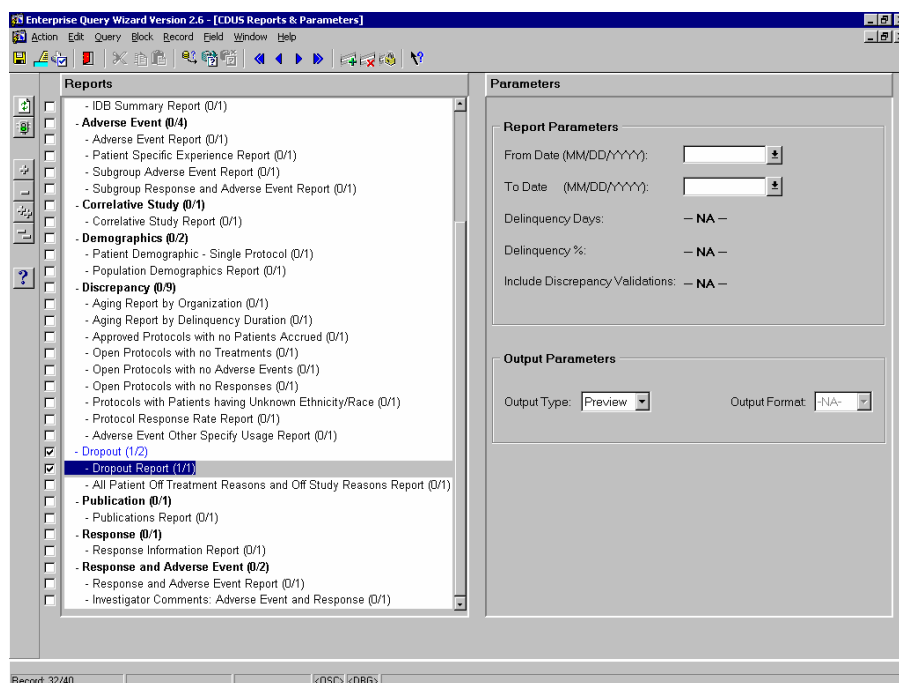 Enterprise Query Wizard Version 2.6 - [CDUS Reports & Parameters]
Action Edit Query Block Record Field Window Help
Reports
- IDB Summary Report (0/1)
- Adverse Event (0/4)
- Adverse Event Report (0/1)
- Patient Specific Experience Report (0/1)
- Subgroup Adverse Event Report (0/1)
- Subgroup Response and Adverse Event Report (0/1)
- Correlative Study (0/1)
- Correlative Study Report (0/1)
- Demographics (0/2)
- Patient Demographic - Single Protocol (0/1)
- Population Demographics Report (0/1)
- Discrepancy (0/9)
- Aging Report by Organization (0/1)
- Aging Report by Delinquency Duration (0/1)
- Approved Protocols with no Patients Accrued (0/1)
- Open Protocols with no Treatments (0/1)
- Open Protocols with no Adverse Events (0/1)
- Open Protocols with no Responses (0/1)
- Protocols with Patients having Unknown Ethnicity/Race (0/1)
- Protocol Response Rate Report (0/1)
- Adverse Event Other Specify Usage Report (0/1)
- Dropout (1/2)
- Dropout Report (1/1)
- All Patient Off Treatment Reasons and Off Study Reasons Report (0/1)
- Publication (0/1)
- Publications Report (0/1)
- Response (0/1)
- Response Information Report (0/1)
- Response and Adverse Event (0/2)
- Response and Adverse Event Report (0/1)
- Investigator Comments: Adverse Event and Response (0/1)
Parameters
Report Parameters
From Date (MM/DD/YYYY):
To Date (MM/DD/YYYY):
Delinquency Days: -- NA --
Delinquency %: -- NA --
Include Discrepancy Validations: -- NA --
Output Parameters
Output Type: Preview Output Format: -NA-
Record: 32/40 <OSC> <DBG>